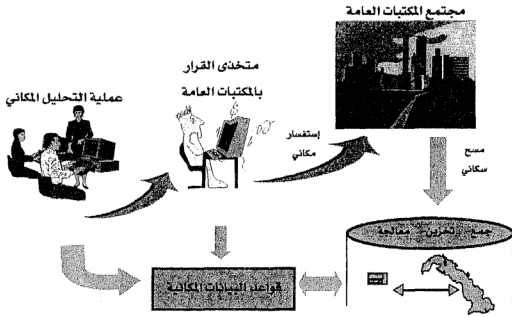 مجتمع المكتبات العامة
متخذى القرار
بالمكتبات العامة
عملية التحليل المكاني
إستفسار
مكاني
مسح
سكاني
جمع - تخزين - معالجة
قواعد البيانات المكانية